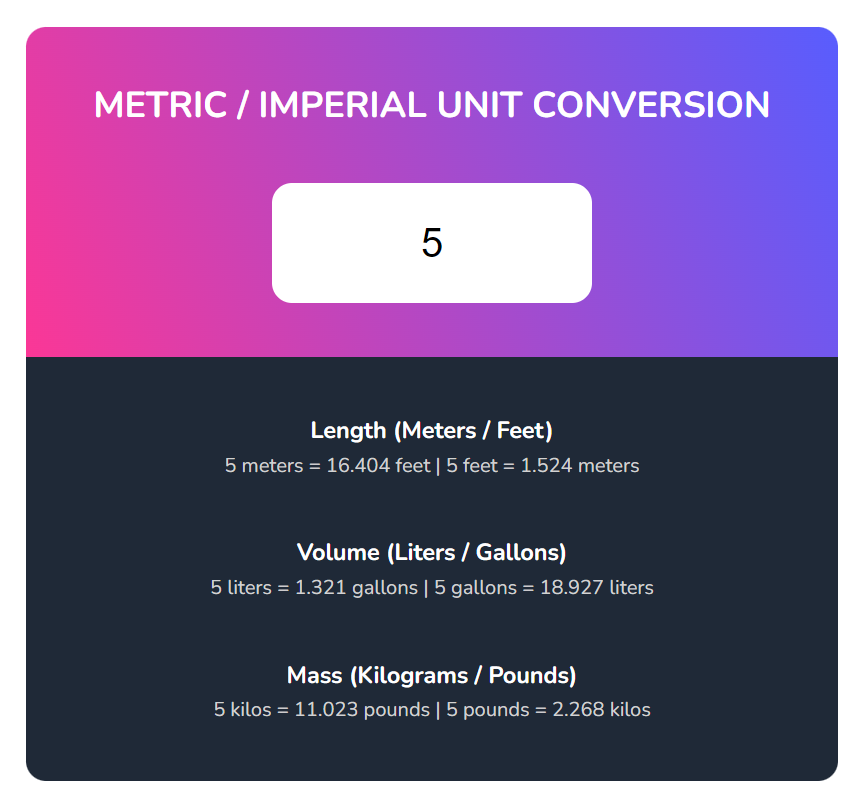 METRIC / IMPERIAL UNIT CONVERSION
5
Length (Meters / Feet)
5 meters = 16.404 feet | 5 feet = 1.524 meters
Volume (Liters / Gallons)
5 liters = 1.321 gallons | 5 gallons = 18.927 liters
Mass (Kilograms / Pounds)
5 kilos = 11.023 pounds | 5 pounds = 2.268 kilos